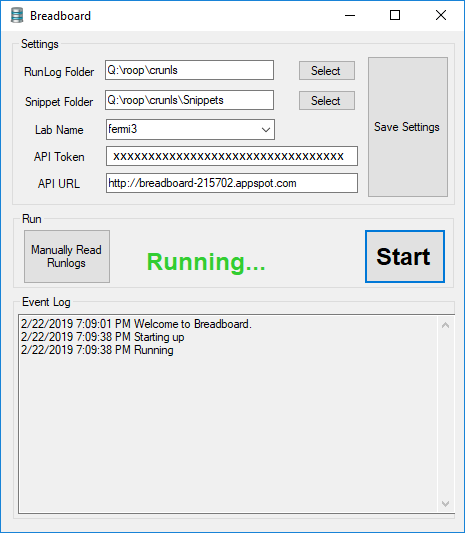 Breadboard
Settings
RunLog Folder Q:\roop\crunls Select
Snippet Folder Q:\roop\crunls\Snippets Select
Save Settings
Lab Name fermi3
API Token xxxxxxxxxxxxxxxxxxxxxxxxxxxxxxxxx
API URL http://breadboard-215702.appspot.com
Run
Manually Read
Runlogs
Running...
Start
Event Log
2/22/2019 7:09:01 PM Welcome to Breadboard.
2/22/2019 7:09:38 PM Starting up
2/22/2019 7:09:38 PM Running